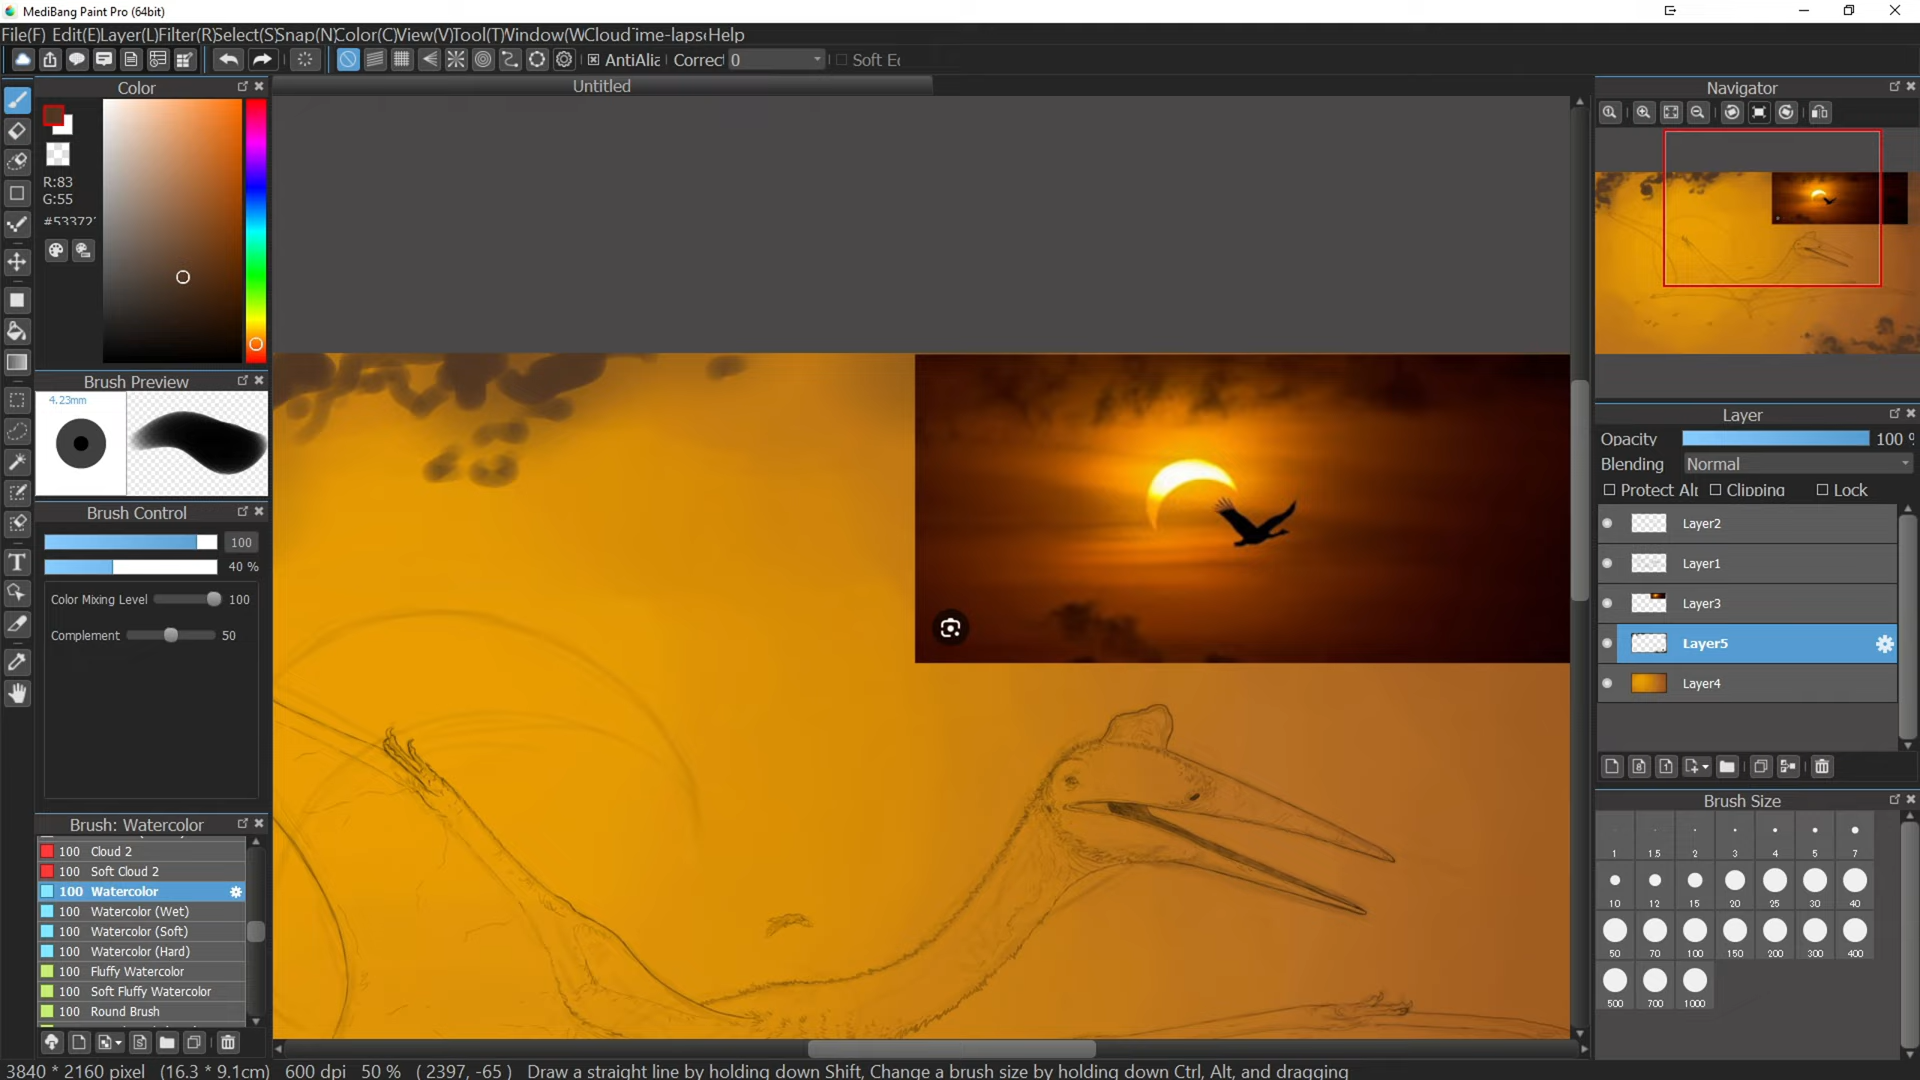 MediBang Paint Pro (64bit)
File(F) Edit(E) Layer(L) Filter(R) Select(S) Snap(N) Color(C) View(V) Tool(T) Window(W Cloud Time-laps Help
AntiAlia Correct 0 Soft Ec
Color
Untitled
Navigator
R:83
G:55
#53372
Brush Preview
4.23mm
Brush Control
100
40 %
Color Mixing Level 100
Complement 50
Brush: Watercolor
100 Cloud 2
100 Soft Cloud 2
100 Watercolor
100 Watercolor (Wet)
100 Watercolor (Soft)
100 Watercolor (Hard)
100 Fluffy Watercolor
100 Soft Fluffy Watercolor
100 Round Brush
Layer
Opacity 100 %
Blending Normal
Protect Al Clipping Lock
Layer2
Layer1
Layer3
Layer5
Layer4
Brush Size
1 1.5 2 3 4 5 7
10 12 15 20 25 30 40
50 70 100 150 200 300 400
500 700 1000
3840 * 2160 pixel (16.3 * 9.1cm) 600 dpi 50 % ( 2397, -65 ) Draw a straight line by holding down Shift, Change a brush size by holding down Ctrl, Alt, and dragging